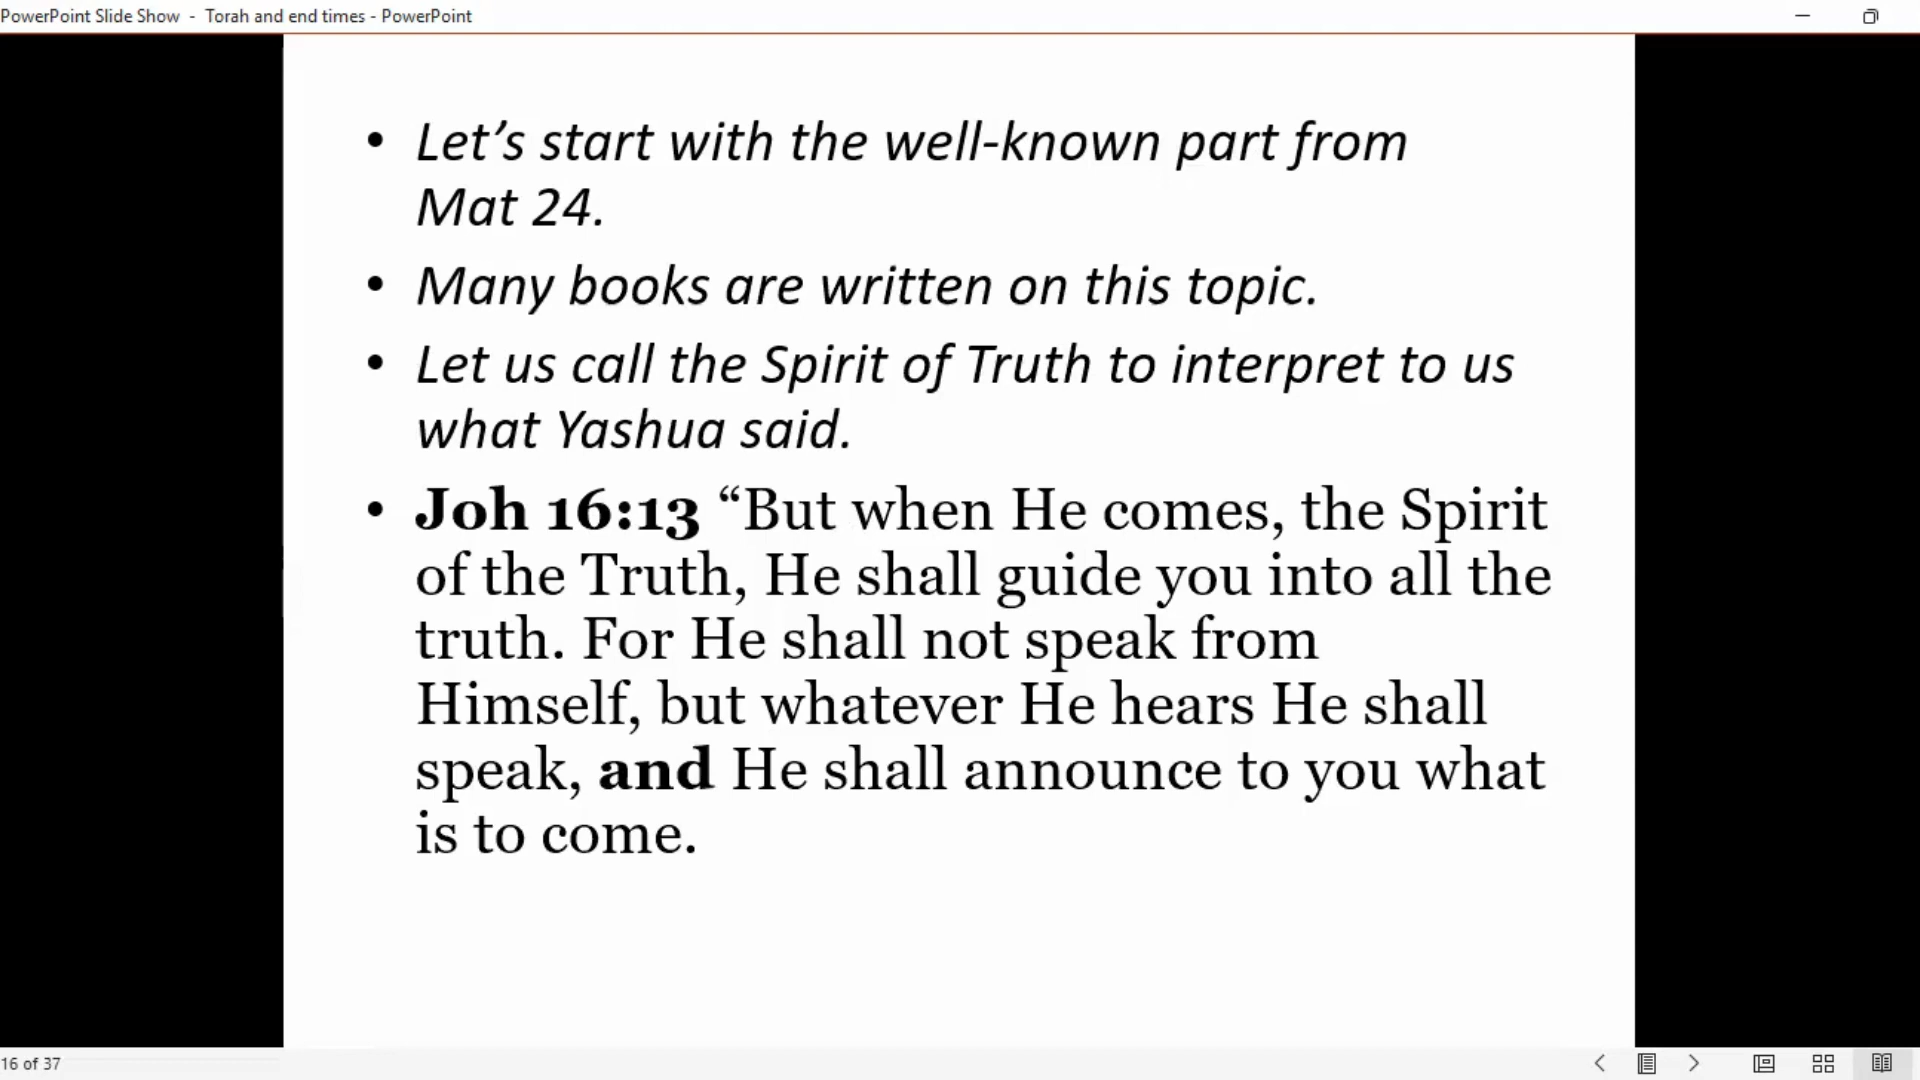 PowerPoint Slide Show - Torah and end times - PowerPoint
• Let’s start with the well-known part from
Mat 24.
• Many books are written on this topic.
• Let us call the Spirit of Truth to interpret to us
what Yashua said.
• Joh 16:13 “But when He comes, the Spirit
of the Truth, He shall guide you into all the
truth. For He shall not speak from
Himself, but whatever He hears He shall
speak, and He shall announce to you what
is to come.
16 of 37